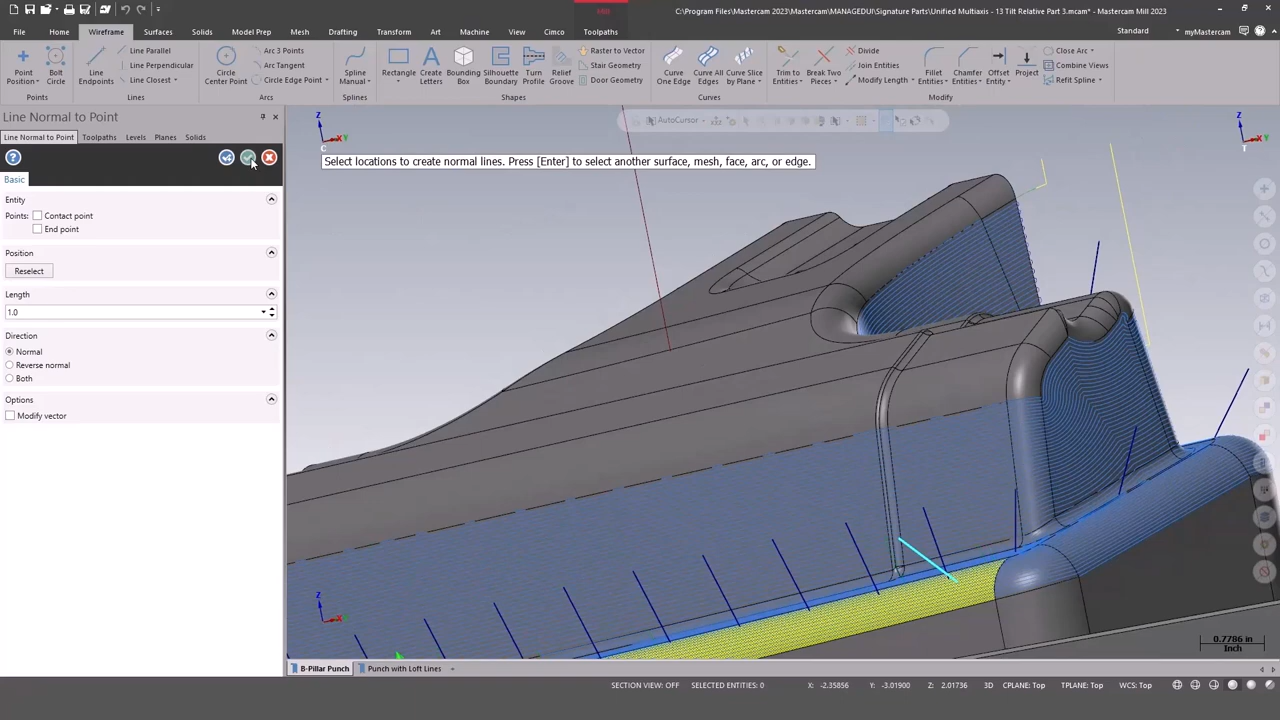 Mill
C:\Program Files\Mastercam 2023\MANAGEDUI\Signature Parts\Unified Multiaxis - 13 Tilt Relative Part 3.mcam* - Mastercam Mill 2023
File Home Wireframe Surfaces Solids Model Prep Mesh Drafting Transform Art Machine View Cimco Toolpaths
Standard myMastercam
Point Position Bolt Circle
Points
Line Endpoints Line Parallel Line Perpendicular Line Closest
Lines
Circle Center Point Arc 3 Points Arc Tangent Circle Edge Point
Arcs
Spline Manual
Splines
Rectangle Create Letters Bounding Box Silhouette Boundary Turn Profile Relief Groove Raster to Vector Stair Geometry Door Geometry
Shapes
Curve One Edge Curve All Edges Curve Slice By Plane
Curves
Trim to Entities Break Two Pieces Divide Join Entities Modify Length Fillet Entities Chamfer Entities Offset Entity Project Close Arc Combine Views Refit Spline
Modify
Line Normal to Point
Line Normal to Point Toolpaths Levels Planes Solids
Basic
Entity
Points: Contact point
End point
Position
Reselect
Length
1.0
Direction
Normal
Reverse normal
Both
Options
Modify vector
AutoCursor
Select locations to create normal lines. Press [Enter] to select another surface, mesh, face, arc, or edge.
Z
X Y
C
Z
X Y
T
Z
X
0.7786 in
Inch
B-Pillar Punch Punch with Loft Lines +
SECTION VIEW: OFF SELECTED ENTITIES: 0 X: -2.35856 Y: -3.01900 Z: 2.01736 3D CPLANE: Top TPLANE: Top WCS: Top